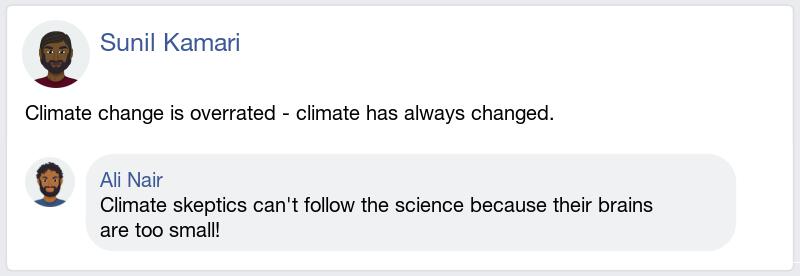 Sunil Kamari
Climate change is overrated - climate has always changed.
Ali Nair
Climate skeptics can't follow the science because their brains
are too small!